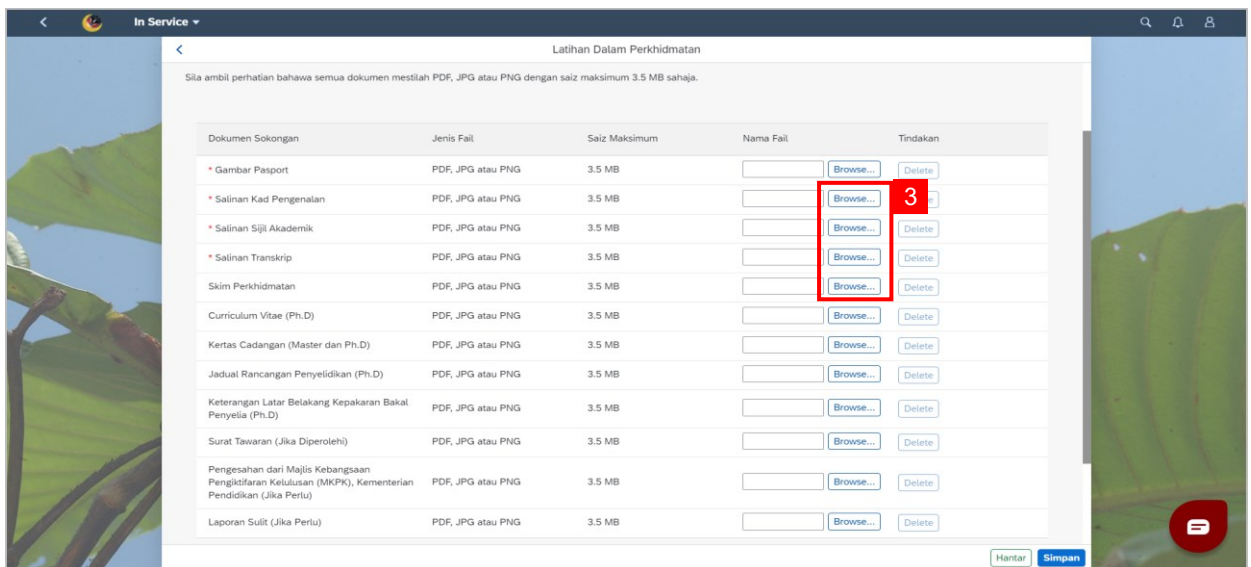 In Service
Latihan Dalam Perkhidmatan
Sila ambil perhatian bahawa semua dokumen mestilah PDF, JPG atau PNG dengan saiz maksimum 3.5 MB sahaja.
Dokumen Sokongan Jenis Fail Saiz Maksimum Nama Fail Tindakan
* Gambar Pasport PDF, JPG atau PNG 3.5 MB Browse... Delete
* Salinan Kad Pengenalan PDF, JPG atau PNG 3.5 MB Browse... 3
* Salinan Sijil Akademik PDF, JPG atau PNG 3.5 MB Browse... Delete
* Salinan Transkrip PDF, JPG atau PNG 3.5 MB Browse... Delete
Skim Perkhidmatan PDF, JPG atau PNG 3.5 MB Browse... Delete
Curriculum Vitae (Ph.D) PDF, JPG atau PNG 3.5 MB Browse... Delete
Kertas Cadangan (Master dan Ph.D) PDF, JPG atau PNG 3.5 MB Browse... Delete
Jadual Rancangan Penyelidikan (Ph.D) PDF, JPG atau PNG 3.5 MB Browse... Delete
Keterangan Latar Belakang Kepakaran Bakal
Penyelia (Ph.D) PDF, JPG atau PNG 3.5 MB Browse... Delete
Surat Tawaran (Jika Diperolehi) PDF, JPG atau PNG 3.5 MB Browse... Delete
Pengesahan dari Majlis Kebangsaan
Pengiktifaran Kelulusan (MKPK), Kementerian PDF, JPG atau PNG 3.5 MB Browse... Delete
Pendidikan (Jika Perlu)
Laporan Sulit (Jika Perlu) PDF, JPG atau PNG 3.5 MB Browse... Delete
Hantar Simpan